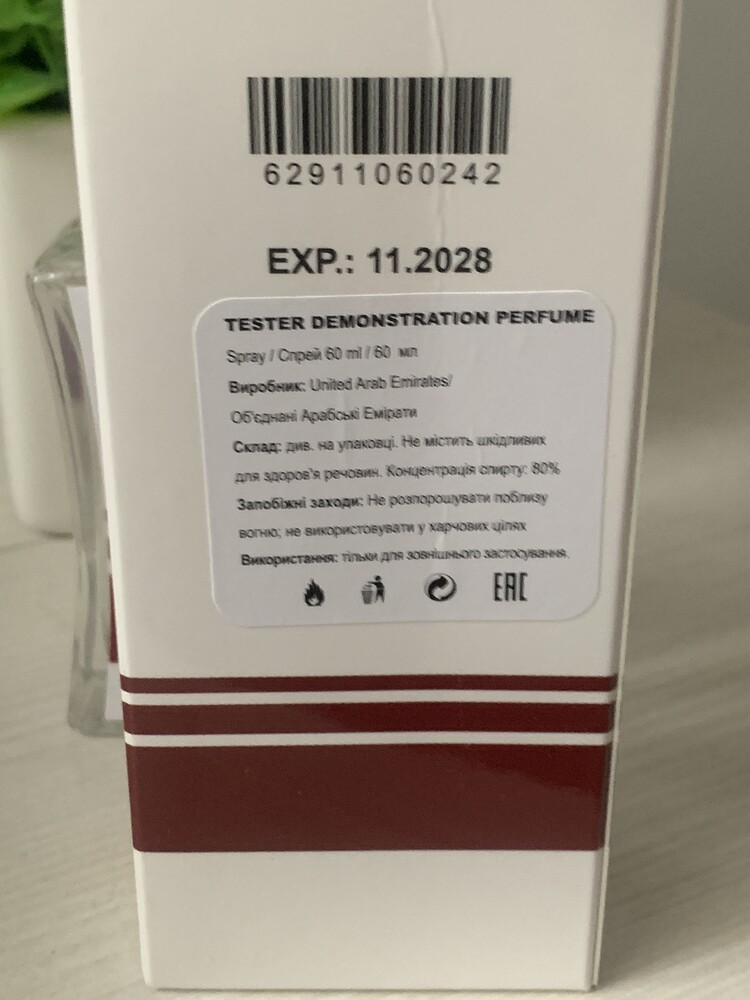 62911060242
EXP.: 11.2028
TESTER DEMONSTRATION PERFUME
Spray / Спрей 60 ml / 60 мл
Виробник: United Arab Emirates/
Об'єднані Арабські Емірати
Склад: див. на упаковці. Не містить шкідливих
для здоров'я речовин. Концентрація спирту: 80%
Запобіжні заходи: Не розпорошувати поблизу
вогню; не використовувати у харчових цілях
Використання: тільки для зовнішнього застосування.
EAC